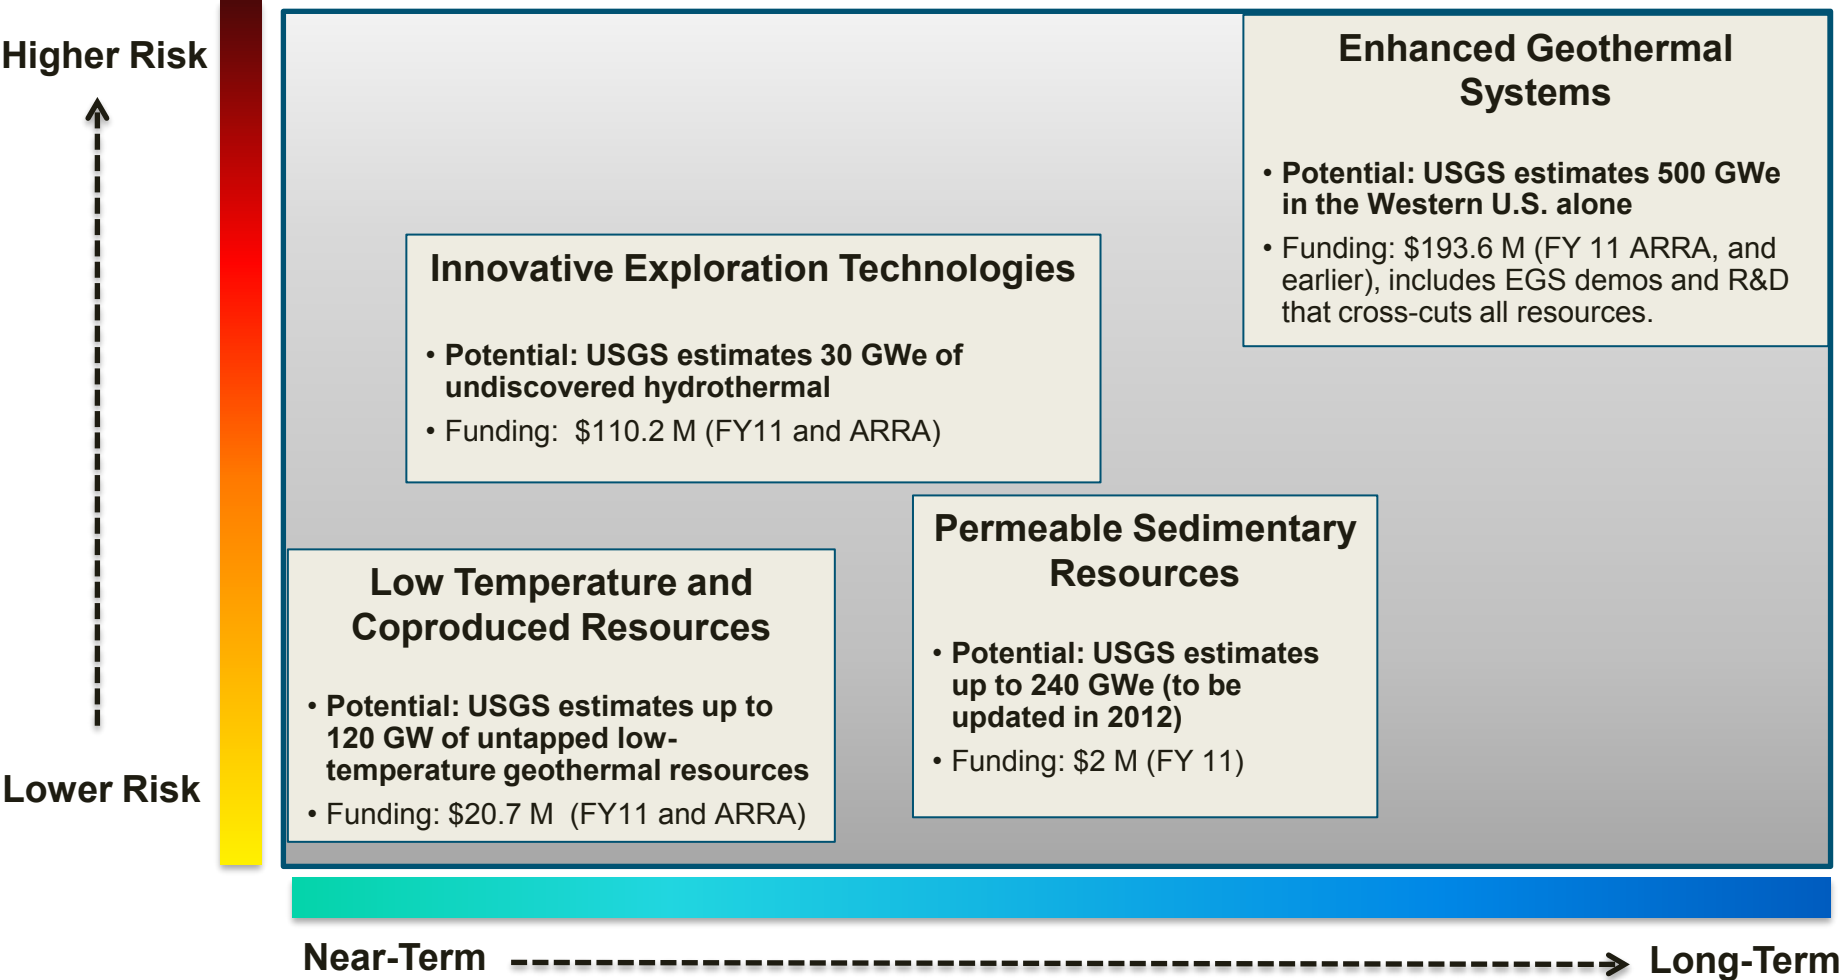 Higher Risk
Lower Risk
Enhanced Geothermal
Systems
• Potential: USGS estimates 500 GWe
in the Western U.S. alone
• Funding: $193.6 M (FY 11 ARRA, and
earlier), includes EGS demos and R&D
that cross-cuts all resources.
Innovative Exploration Technologies
• Potential: USGS estimates 30 GWe of
undiscovered hydrothermal
• Funding:  $110.2 M (FY11 and ARRA)
Permeable Sedimentary
Resources
• Potential: USGS estimates
up to 240 GWe (to be
updated in 2012)
• Funding: $2 M (FY 11)
Low Temperature and
Coproduced Resources
• Potential: USGS estimates up to
120 GW of untapped low-
temperature geothermal resources
• Funding: $20.7 M  (FY11 and ARRA)
Near-Term
Long-Term